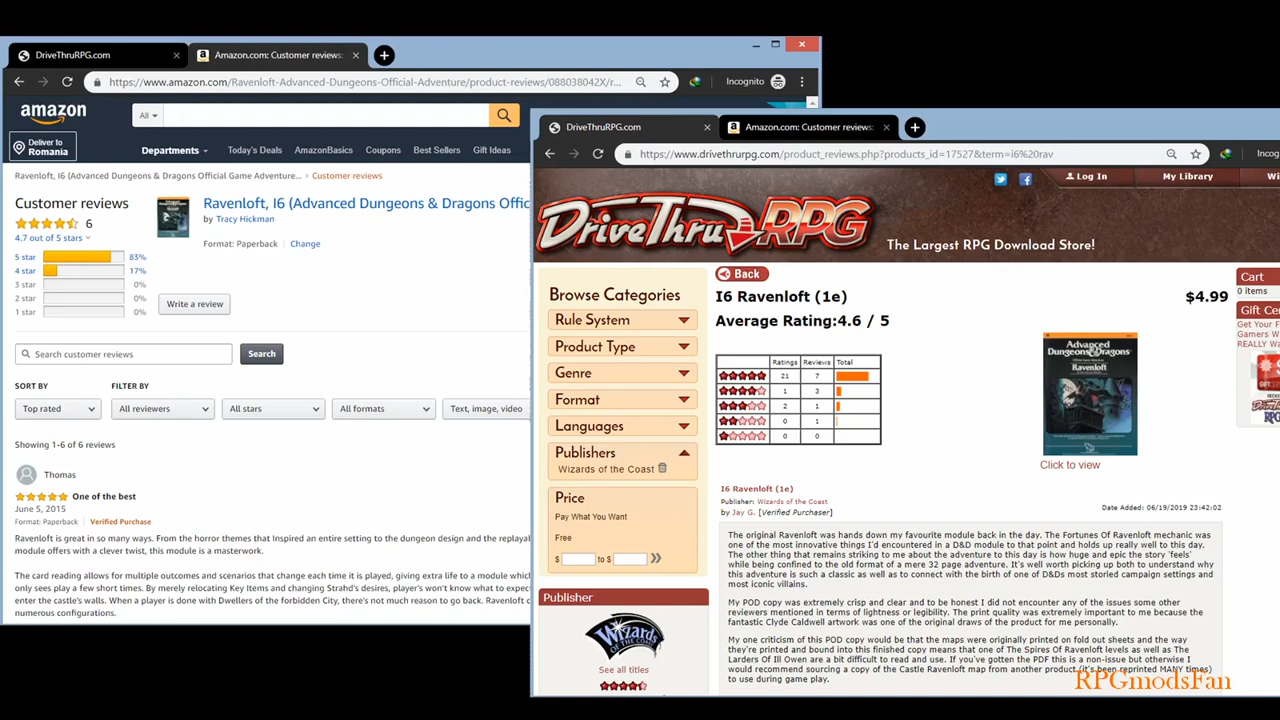 DriveThruRPG.com
Amazon.com: Customer reviews:
https://www.amazon.com/Ravenloft-Advanced-Dungeons-Official-Adventure/product-reviews/088038042X/r...
Incognito
amazon
All
Deliver to
Romania
Departments
Today's Deals
AmazonBasics
Coupons
Best Sellers
Gift Ideas
Ravenloft, I6 (Advanced Dungeons & Dragons Official Game Adventure... › Customer reviews
Customer reviews
6
4.7 out of 5 stars
5 star 83%
4 star 17%
3 star 0%
2 star 0%
1 star 0%
Ravenloft, I6 (Advanced Dungeons & Dragons Offic
by Tracy Hickman
Format: Paperback
Change
Write a review
Search customer reviews
Search
SORT BY
FILTER BY
Top rated
All reviewers
All stars
All formats
Text, image, video
Showing 1-6 of 6 reviews
Thomas
One of the best
June 5, 2015
Format: Paperback
Verified Purchase
Ravenloft is great in so many ways. From the horror themes that Inspired an entire setting to the dungeon design and the replayal
module offers with a clever twist, this module is a masterwork.
The card reading allows for multiple outcomes and scenarios that change each time it is played, giving extra life to a module which
only sees play a few short times. By merely relocating Key Items and changing Strahd's desires, player's won't know what to expect
enter the castle's walls. When a player is done with Dwellers of the forbidden City, there's not much reason to go back. Ravenloft c
numerous configurations.
DriveThruRPG.com
Amazon.com: Customer reviews:
https://www.drivethrurpg.com/product_reviews.php?products_id=17527&term=i6%20rav
Incog
Log In
My Library
Wi
DriveThruRPG
The Largest RPG Download Store!
Browse Categories
Rule System
Product Type
Genre
Format
Languages
Publishers
Wizards of the Coast
Price
Pay What You Want
Free
$ to $
Publisher
Wizards
OF THE COAST
See all titles
Back
I6 Ravenloft (1e)
$4.99
Average Rating:4.6 / 5
Ratings Reviews Total
21 7
1 3
2 1
0 1
0 0
Advanced
Dungeons&Dragons
Ravenloft
Click to view
Cart
0 items
Gift Cer
Get Your F
Gamers W
REALLY Wa
I6 Ravenloft (1e)
Publisher: Wizards of the Coast
by Jay G. [Verified Purchaser]
Date Added: 06/19/2019 23:42:02
The original Ravenloft was hands down my favourite module back in the day. The Fortunes Of Ravenloft mechanic was
one of the most innovative things I'd encountered in a D&D module to that point and holds up really well to this day.
The other thing that remains striking to me about the adventure to this day is how huge and epic the story 'feels'
while being confined to the old format of a mere 32 page adventure. It's well worth picking up both to understand why
this adventure is such a classic as well as to connect with the birth of one of D&Ds most storied campaign settings and
most iconic villains.
My POD copy was extremely crisp and clear and to be honest I did not encounter any of the issues some other
reviewers mentioned in terms of lightness or legibility. The print quality was extremely important to me because the
fantastic Clyde Caldwell artwork was one of the original draws of the product for me personally.
My one criticism of this POD copy would be that the maps were originally printed on fold out sheets and the way
they're printed and bound into this finished copy means that one of The Spires Of Ravenloft levels as well as The
Larders Of Ill Owen are a bit difficult to read and use. If you've gotten the PDF this is a non-issue but otherwise I
would recommend sourcing a copy of the Castle Ravenloft map from another product (it's been reprinted MANY times)
to use during game play.
RPGmodsFan